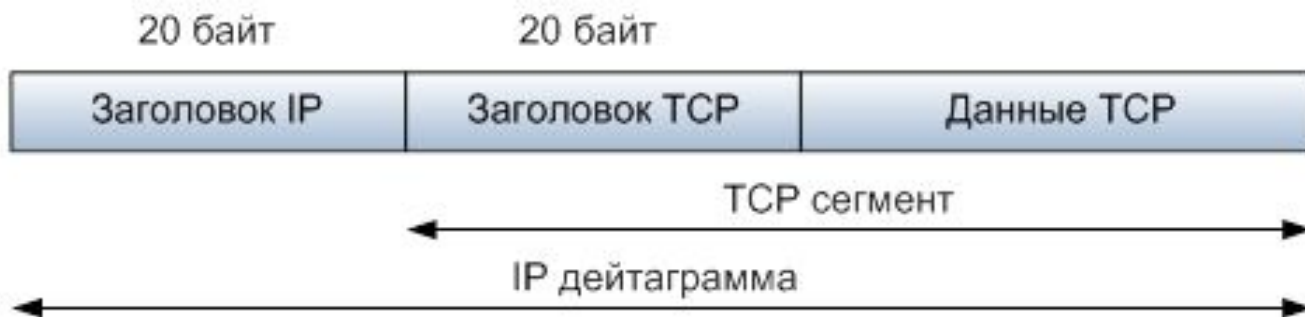 20 байт 20 байт
Заголовок IP Заголовок TCP Данные TCP
TCP сегмент
IP дейтаграмма